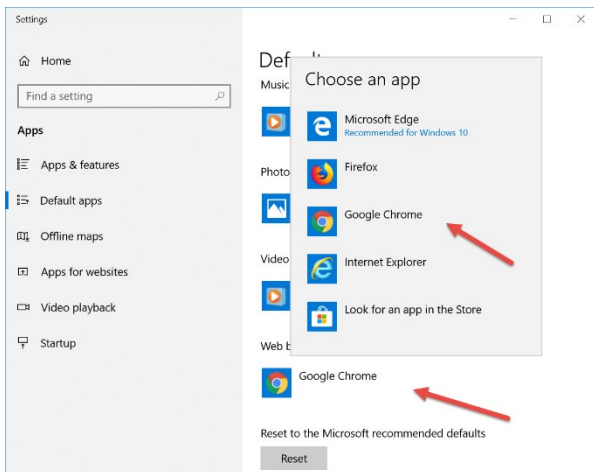 Settings
Home
Find a setting
Apps
Apps & features
Default apps
Offline maps
Apps for websites
Video playback
Startup
Music
Photo
Video
Web b
Google Chrome
Reset to the Microsoft recommended defaults
Reset
Choose an app
Microsoft Edge
Recommended for Windows 10
Firefox
Google Chrome
Internet Explorer
Look for an app in the Store